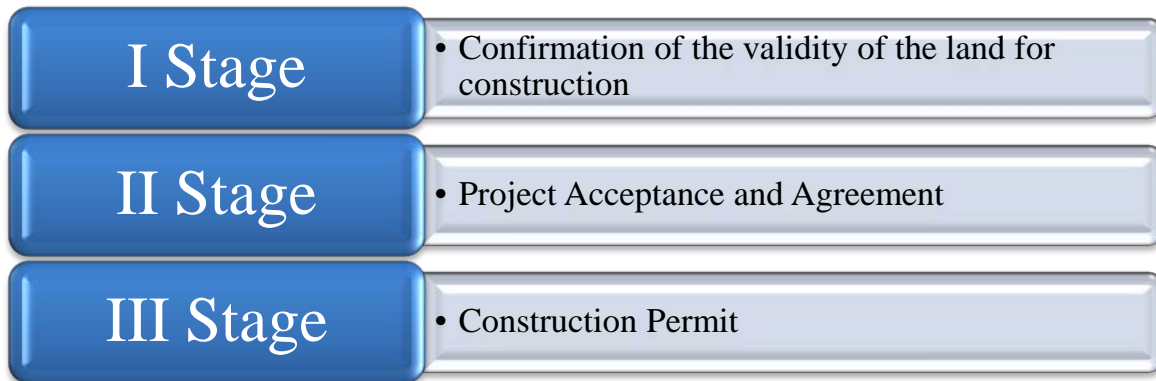 I Stage
• Confirmation of the validity of the land for
construction
II Stage
• Project Acceptance and Agreement
III Stage
• Construction Permit